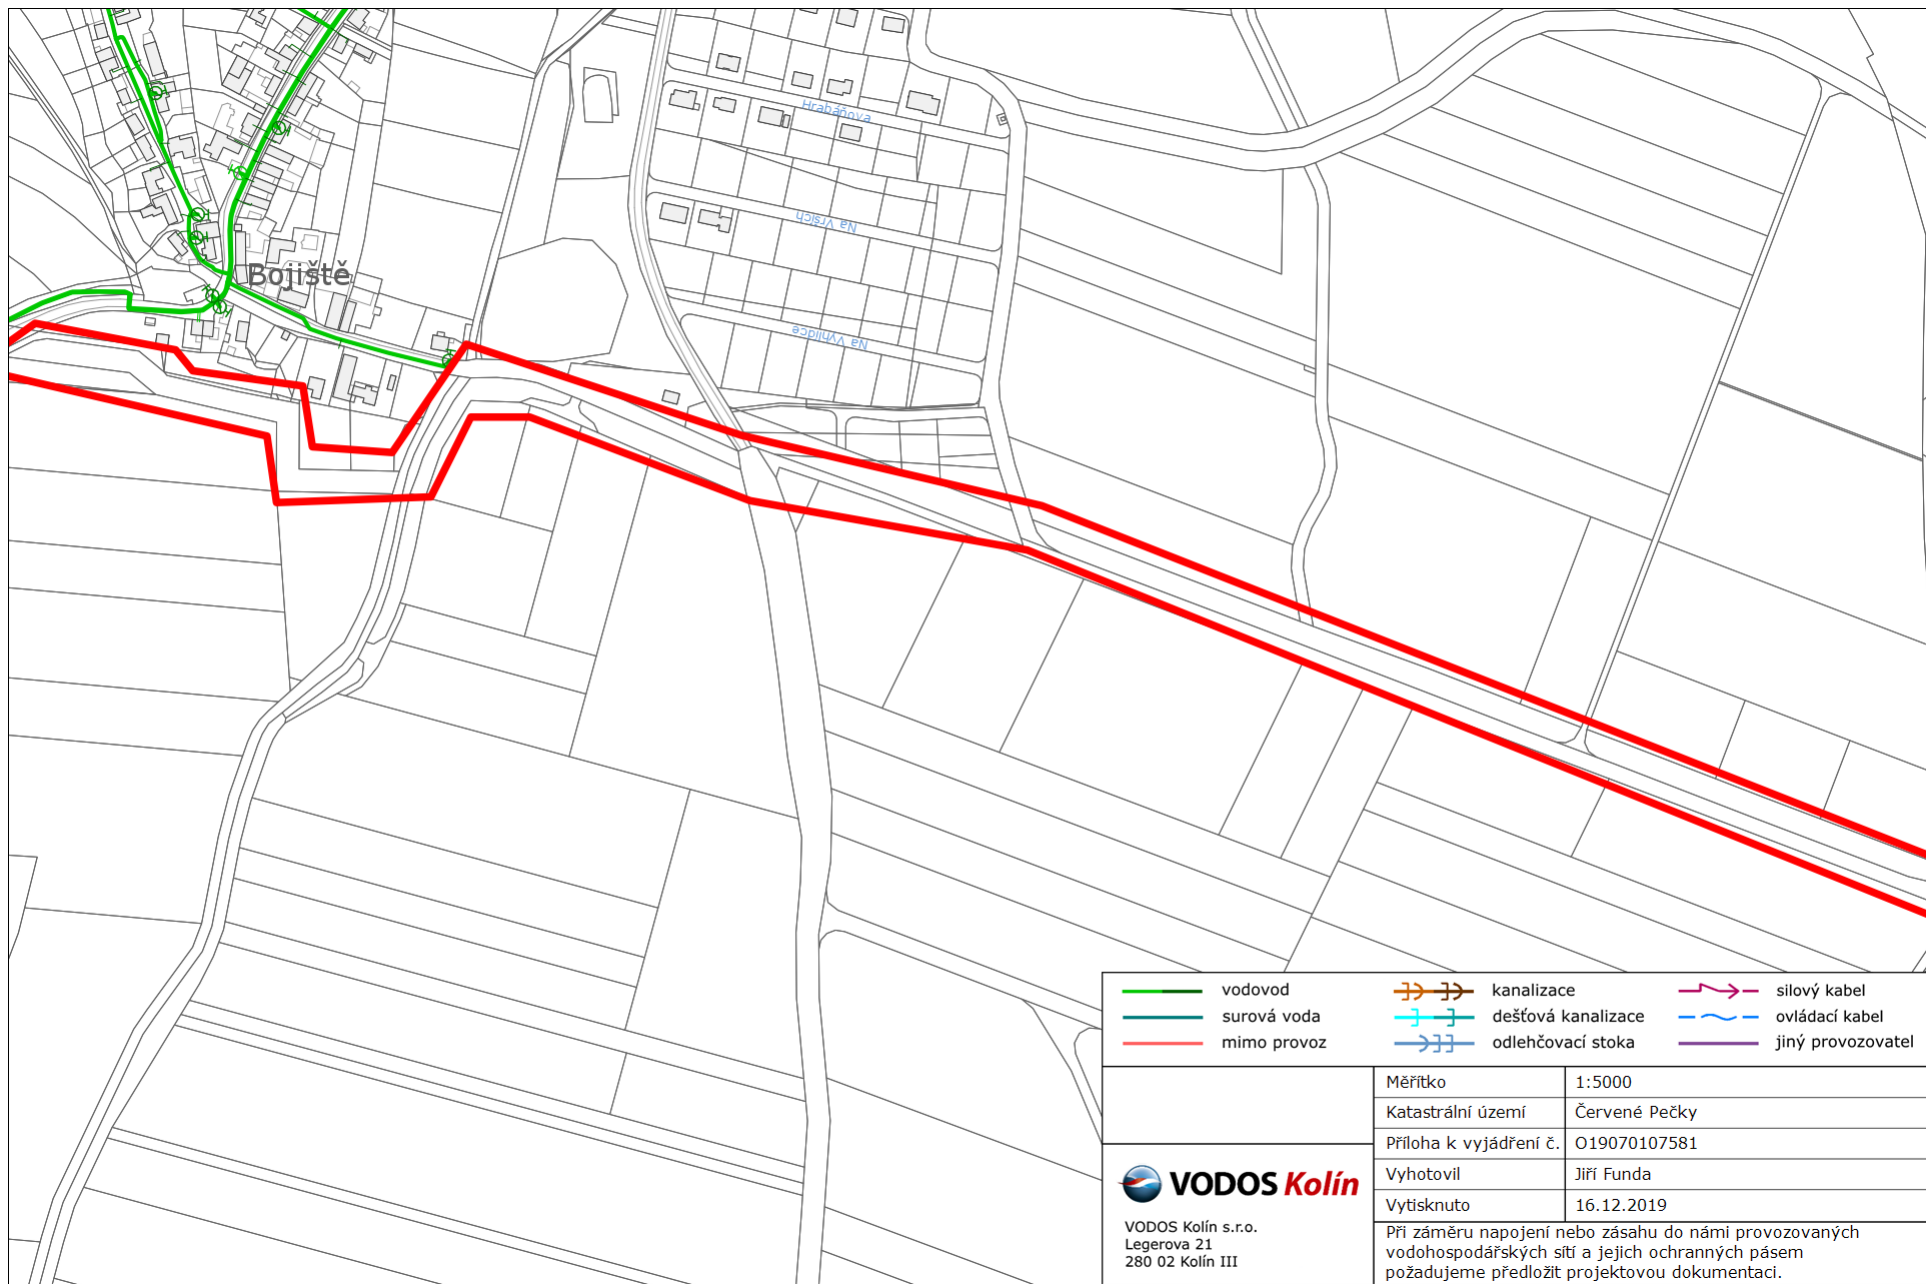 Hrabáňova
Na Vrších
Bojiště
Na Vyhlídce
vodovod
surová voda
mimo provoz
kanalizace
dešťová kanalizace
odlehčovací stoka
silový kabel
ovládací kabel
jiný provozovatel
Měřítko 1:5000
Katastrální území Červené Pečky
Příloha k vyjádření č. O19070107581
Vyhotovil Jiří Funda
Vytisknuto 16.12.2019
VODOS Kolín
VODOS Kolín s.r.o.
Legerova 21
280 02 Kolín III
Při záměru napojení nebo zásahu do námi provozovaných
vodohospodářských sítí a jejich ochranných pásem
požadujeme předložit projektovou dokumentaci.